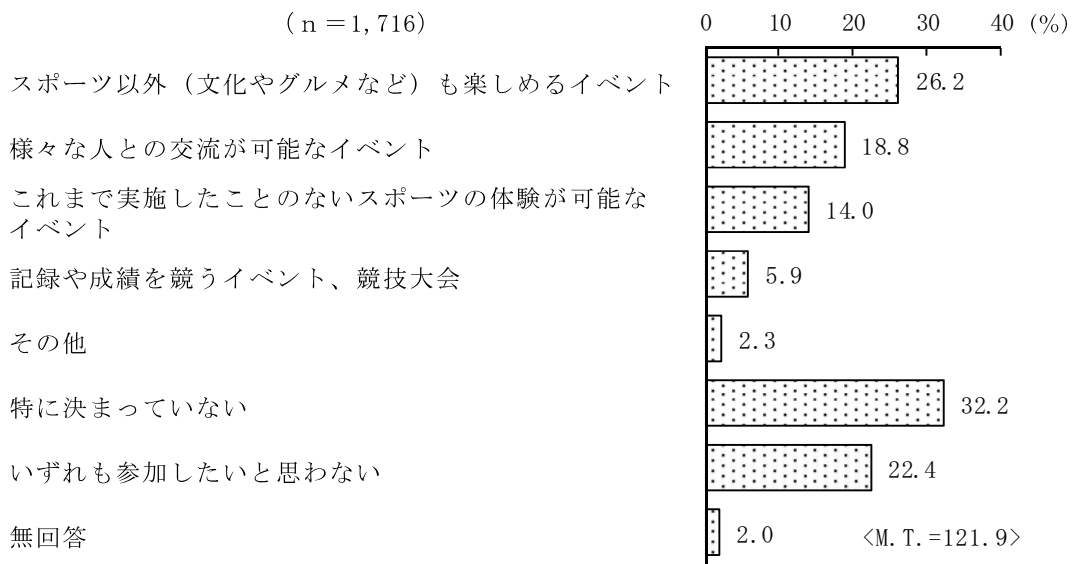 (n=1,716)
0 10 20 30 40 (%)
スポーツ以外(文化やグルメなど)も楽しめるイベント 26.2
様々な人との交流が可能なイベント 18.8
これまで実施したことのないスポーツの体験が可能な
イベント 14.0
記録や成績を競うイベント、競技大会 5.9
その他 2.3
特に決まっていない 32.2
いずれも参加したいと思わない 22.4
無回答 2.0
<M.T.=121.9>